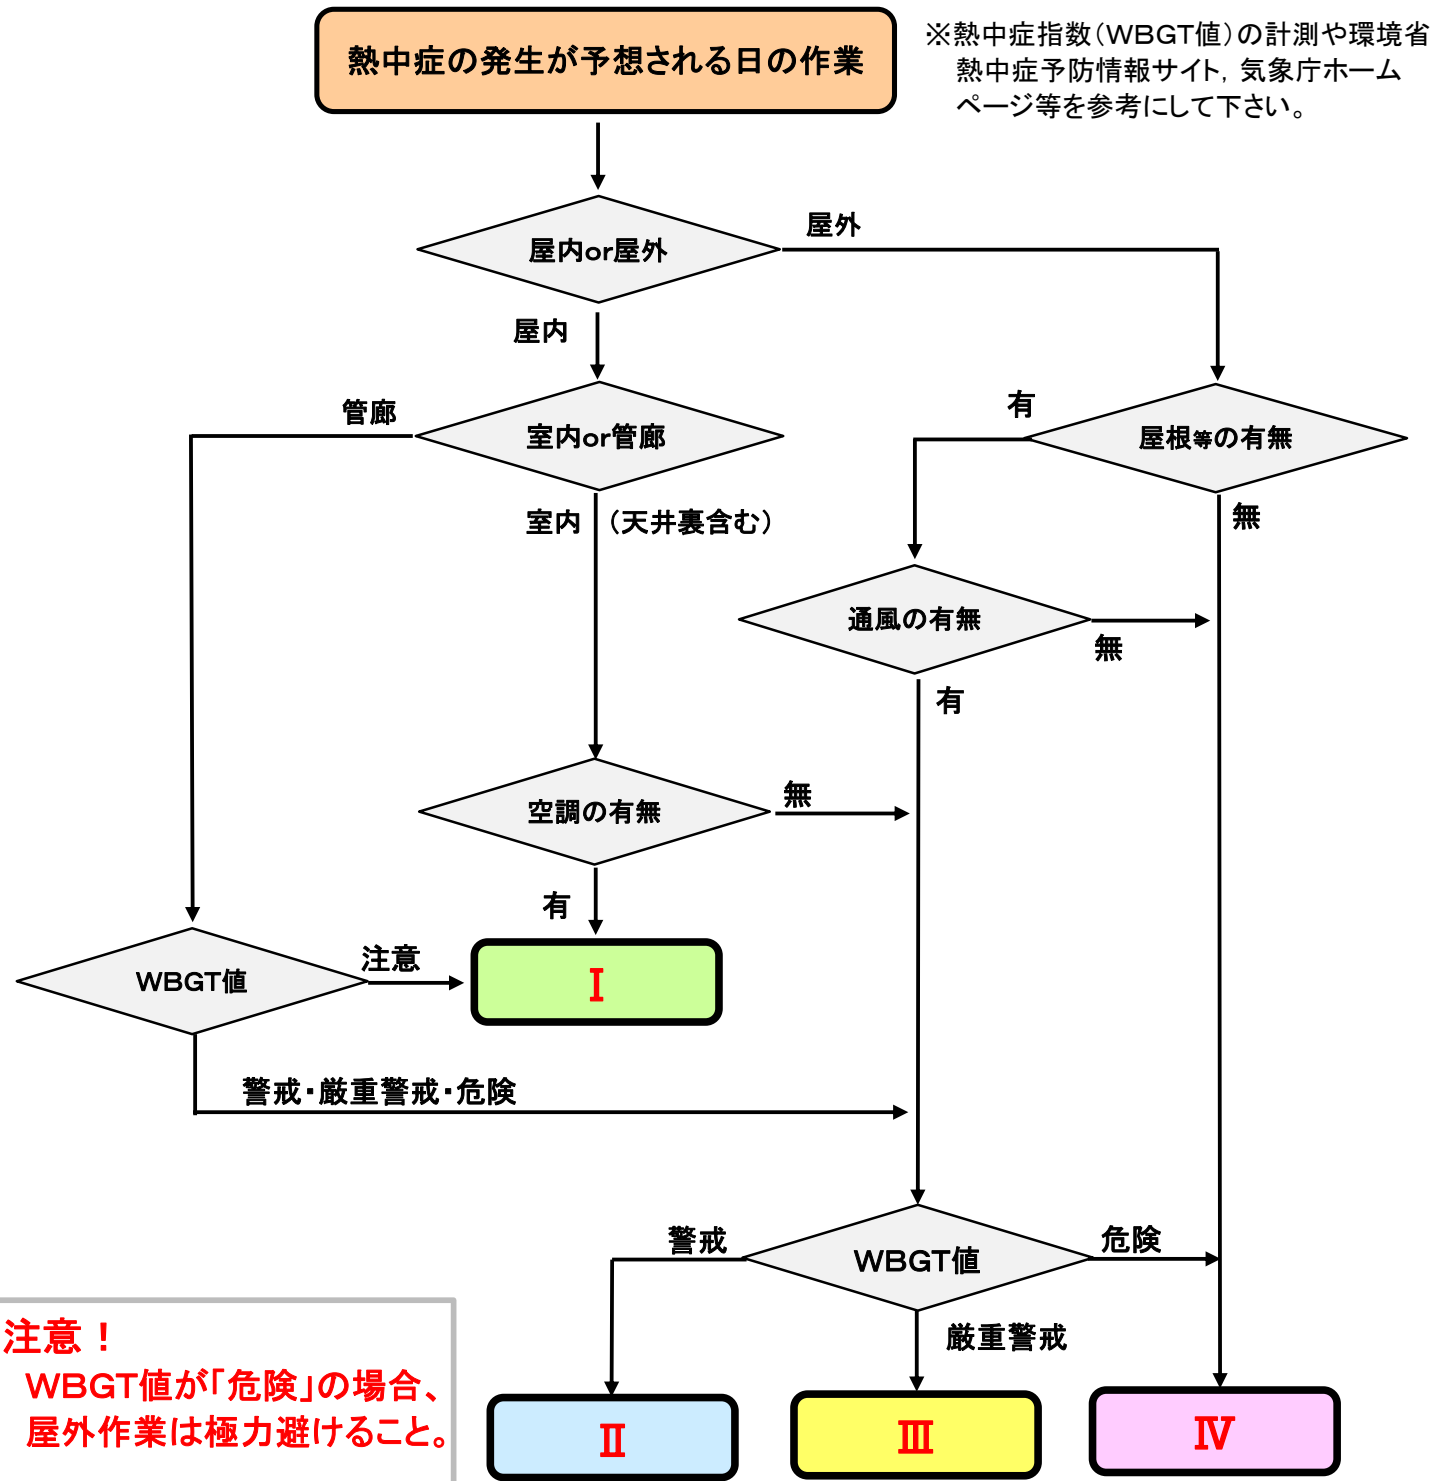 熱中症の発生が予想される日の作業
※熱中症指数(WBGT値)の計測や環境省
熱中症予防情報サイト,気象庁ホーム
ページ等を参考にして下さい。
屋内or屋外
屋外
屋内
管廊
室内or管廊
有
屋根等の有無
室内 (天井裏含む)
無
通風の有無
無
有
空調の有無
無
有
WBGT値
注意
Ⅰ
警戒・厳重警戒・危険
警戒
WBGT値
危険
厳重警戒
注意!
WBGT値が「危険」の場合、
屋外作業は極力避けること。
Ⅱ
Ⅲ
Ⅳ